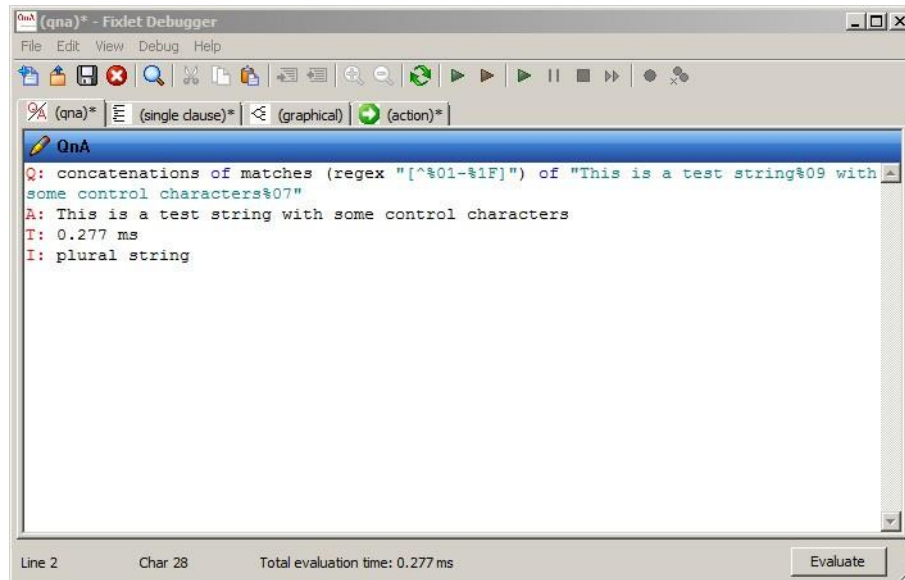 QnA (qna)* - Fixlet Debugger
File Edit View Debug Help
(qna)* (single clause)* (graphical) (action)*
QnA
Q: concatenations of matches (regex "[^%01-%1F]") of "This is a test string%09 with
some control characters%07"
A: This is a test string with some control characters
T: 0.277 ms
I: plural string
Line 2 Char 28 Total evaluation time: 0.277 ms Evaluate